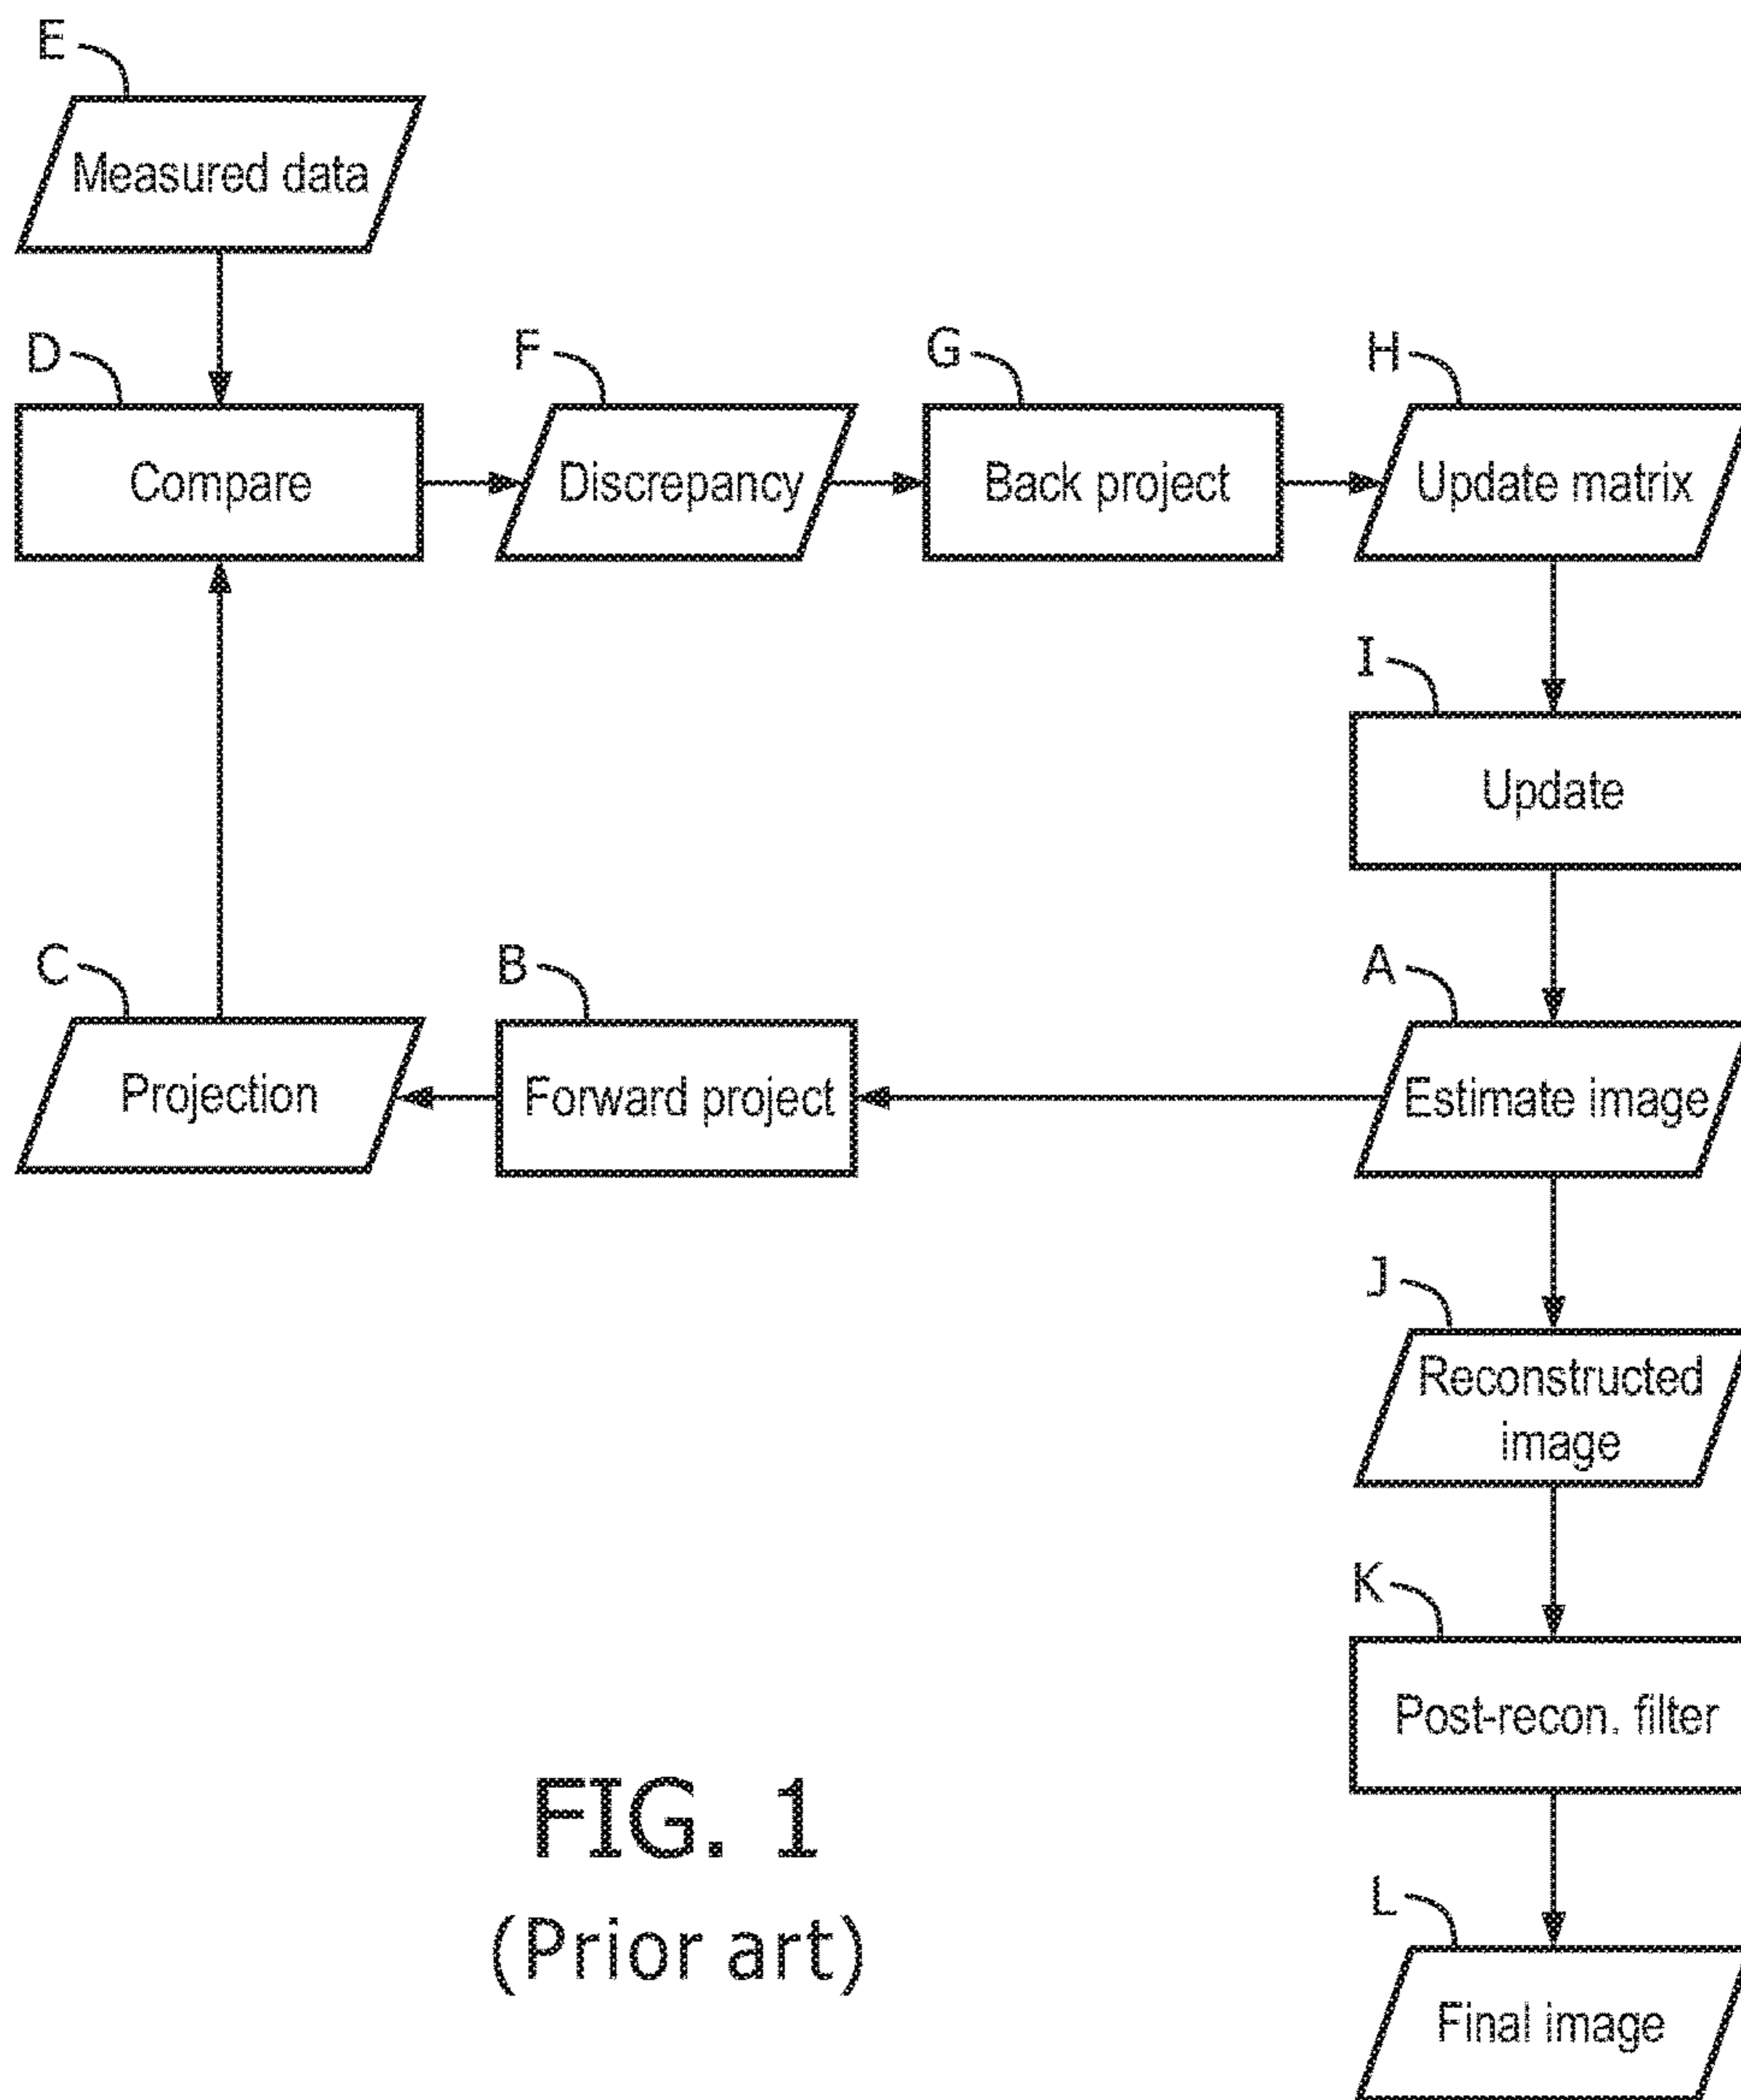 E
Measured data
D
F
G
H
Compare
Discrepancy
Back project
Update matrix
I
Update
C
B
A
Projection
Forward project
Estimate image
J
Reconstructed
image
K
Post-recon. filter
FIG. 1
(Prior art)
L
Final image